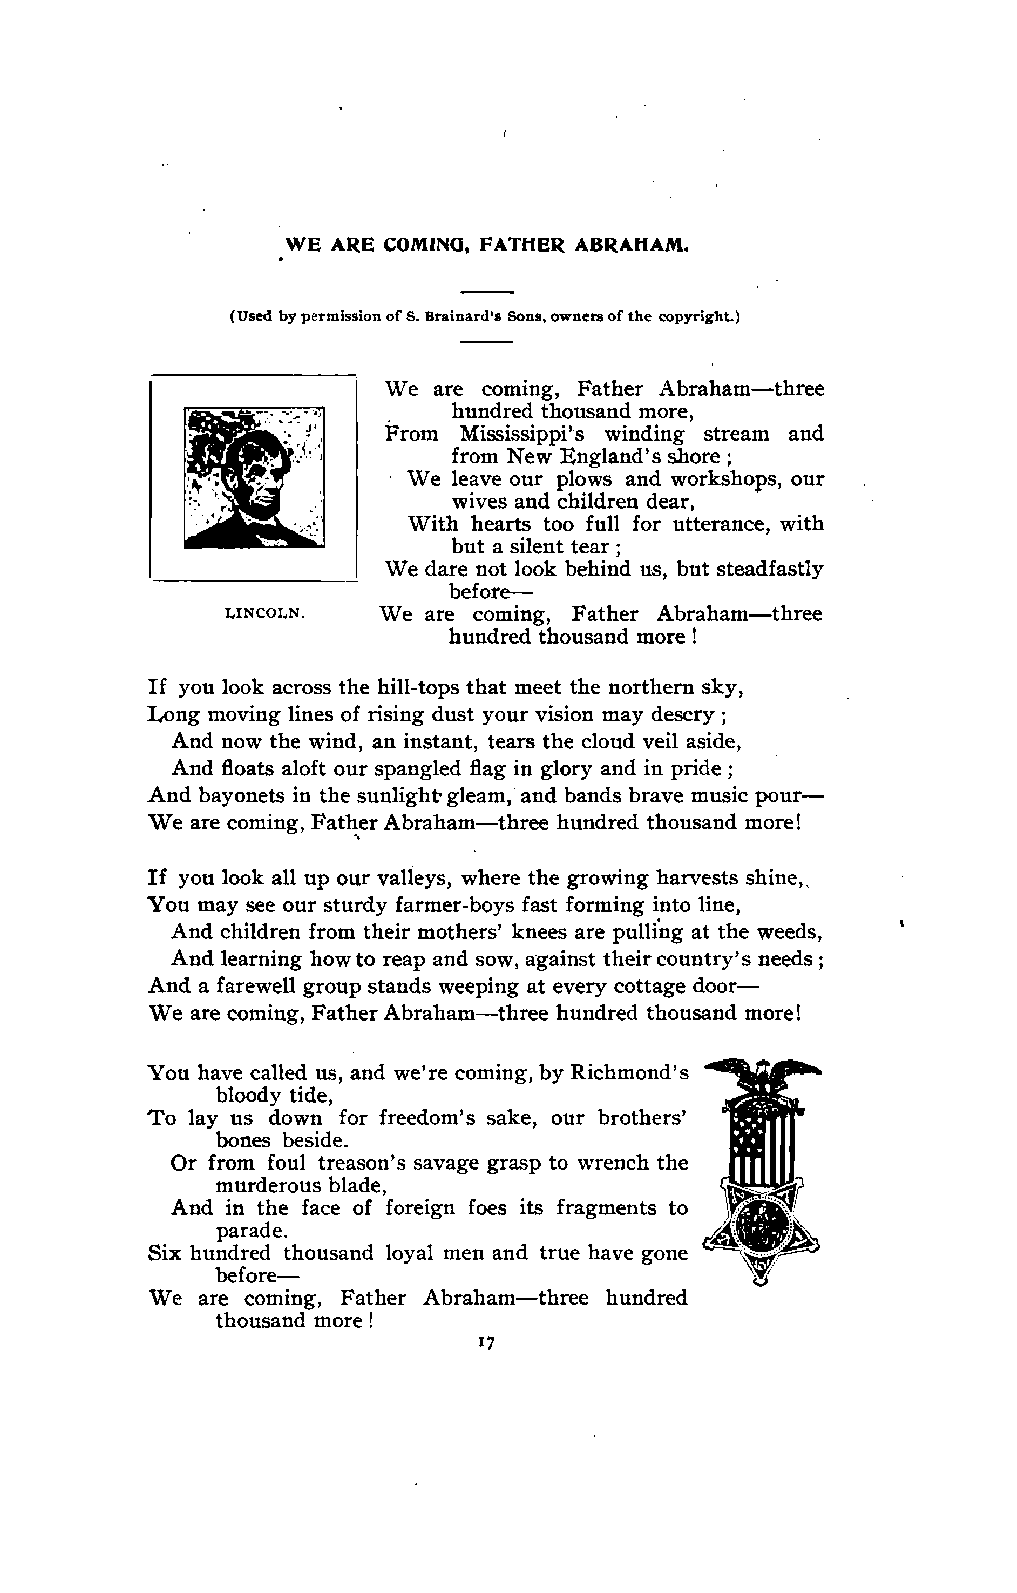 WE ARE COMING, FATHER ABRAHAM.
(Used by permission of S. Brainard's Sons, owners of the copyright.)
We are coming, Father Abraham—three
hundred thousand more,
From Mississippi's winding stream and
from New England's shore ;
We leave our plows and workshops, our
wives and children dear,
With hearts too full for utterance, with
but a silent tear ;
We dare not look behind us, but steadfastly
before—
We are coming, Father Abraham—three
hundred thousand more !
LINCOLN.
If you look across the hill-tops that meet the northern sky,
Long moving lines of rising dust your vision may descry ;
And now the wind, an instant, tears the cloud veil aside,
And floats aloft our spangled flag in glory and in pride ;
And bayonets in the sunlight gleam, and bands brave music pour—
We are coming, Father Abraham—three hundred thousand more!
If you look all up our valleys, where the growing harvests shine,
You may see our sturdy farmer-boys fast forming into line,
And children from their mothers' knees are pulling at the weeds,
And learning how to reap and sow, against their country's needs ;
And a farewell group stands weeping at every cottage door—
We are coming, Father Abraham—three hundred thousand more!
You have called us, and we're coming, by Richmond's
bloody tide,
To lay us down for freedom's sake, our brothers'
bones beside.
Or from foul treason's savage grasp to wrench the
murderous blade,
And in the face of foreign foes its fragments to
parade.
Six hundred thousand loyal men and true have gone
before—
We are coming, Father Abraham—three hundred
thousand more !
17